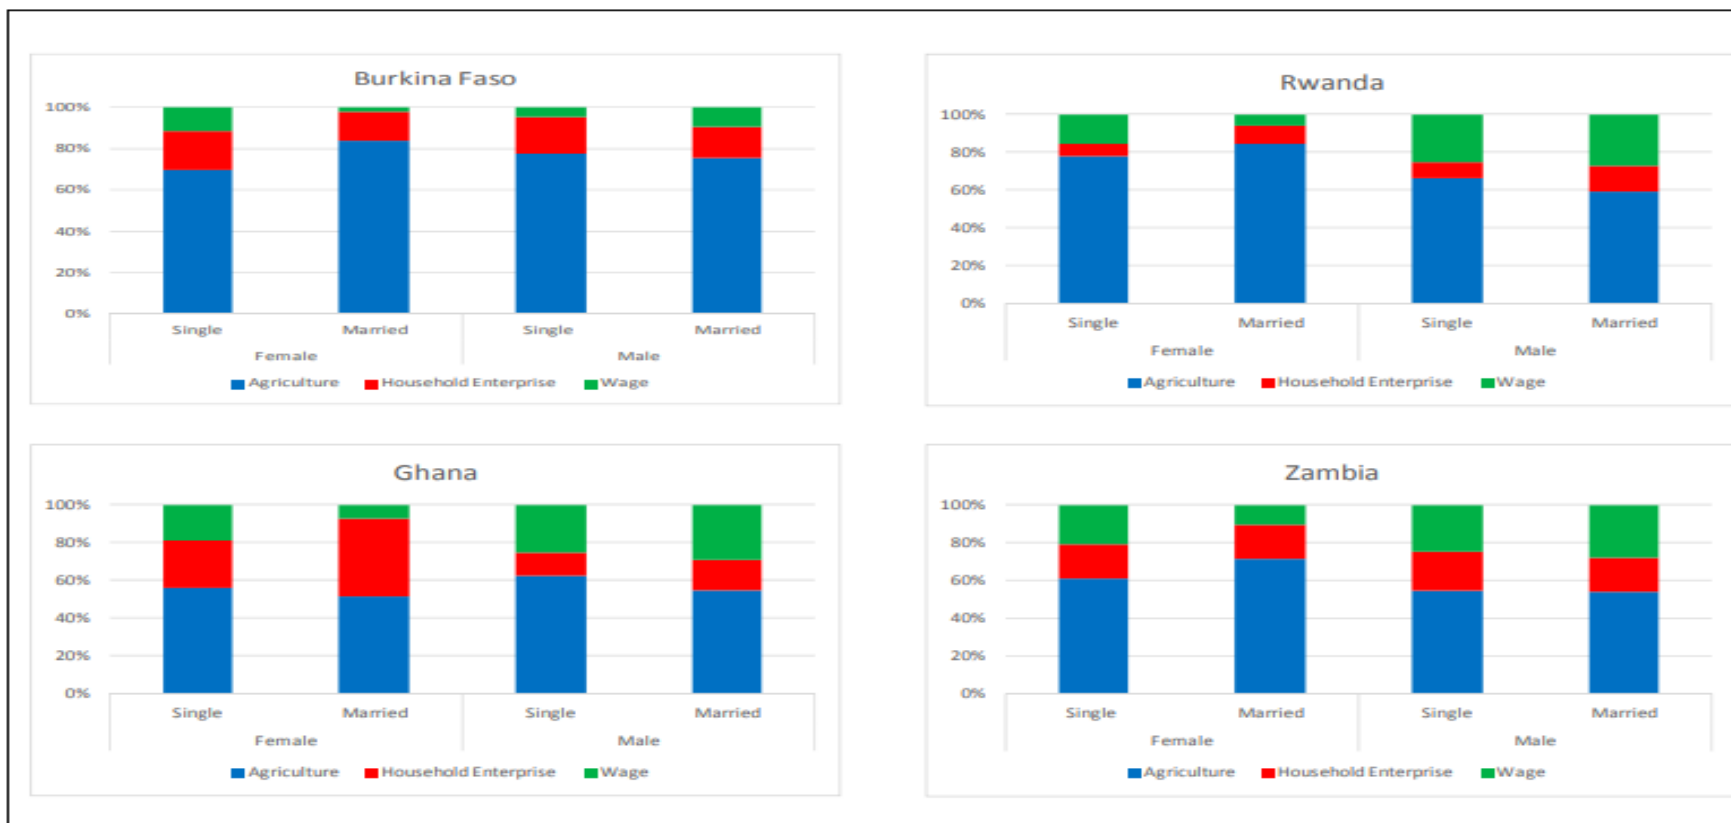 Burkina Faso
100%
80%
60%
40%
20%
0%
Single Married Single Married
Female Male
Agriculture Household Enterprise Wage
Rwanda
100%
80%
60%
40%
20%
0%
Single Married Single Married
Female Male
Agriculture Household Enterprise Wage
Ghana
100%
80%
60%
40%
20%
0%
Single Married Single Married
Female Male
Agriculture Household Enterprise Wage
Zambia
100%
80%
60%
40%
20%
0%
Single Married Single Married
Female Male
Agriculture Household Enterprise Wage